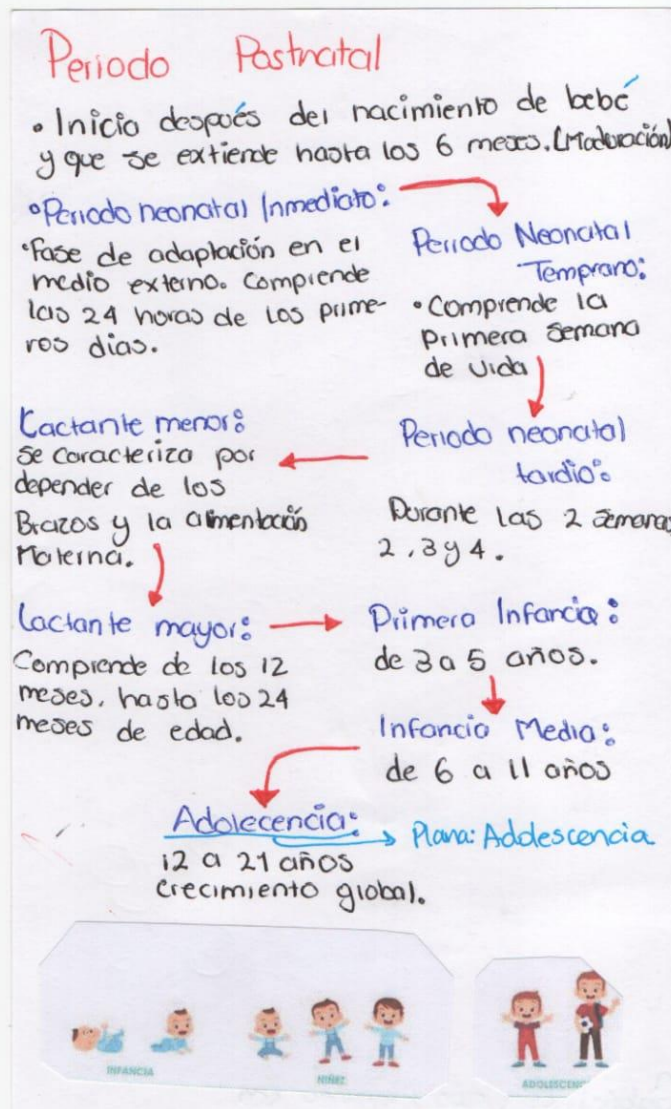 Periodo Postnatal
• Inicio después del nacimiento de bebé
y que se extiende hasta los 6 meses. (Maduración)
• Periodo neonatal Inmediato:
• Fase de adaptación en el
medio externo. Comprende
las 24 horas de los prime-
ros dias.
Periodo Neonatal
Temprano:
• Comprende la
primera semana
de vida
Periodo neonatal
tardio:
Durante las 2 semanas
2, 3 y 4.
Lactante menor:
se caracteriza por
depender de los
Brazos y la alimentación
Materna.
Lactante mayor:
Comprende de los 12
meses, hasta los 24
meses de edad.
Primera Infancia:
de 3 a 5 años.
Infancia Media:
de 6 a 11 años
Adolecencia:
Plana: Adolescencia
12 a 21 años
crecimiento global.
INFANCIA
NIÑEZ
ADOLESCENC